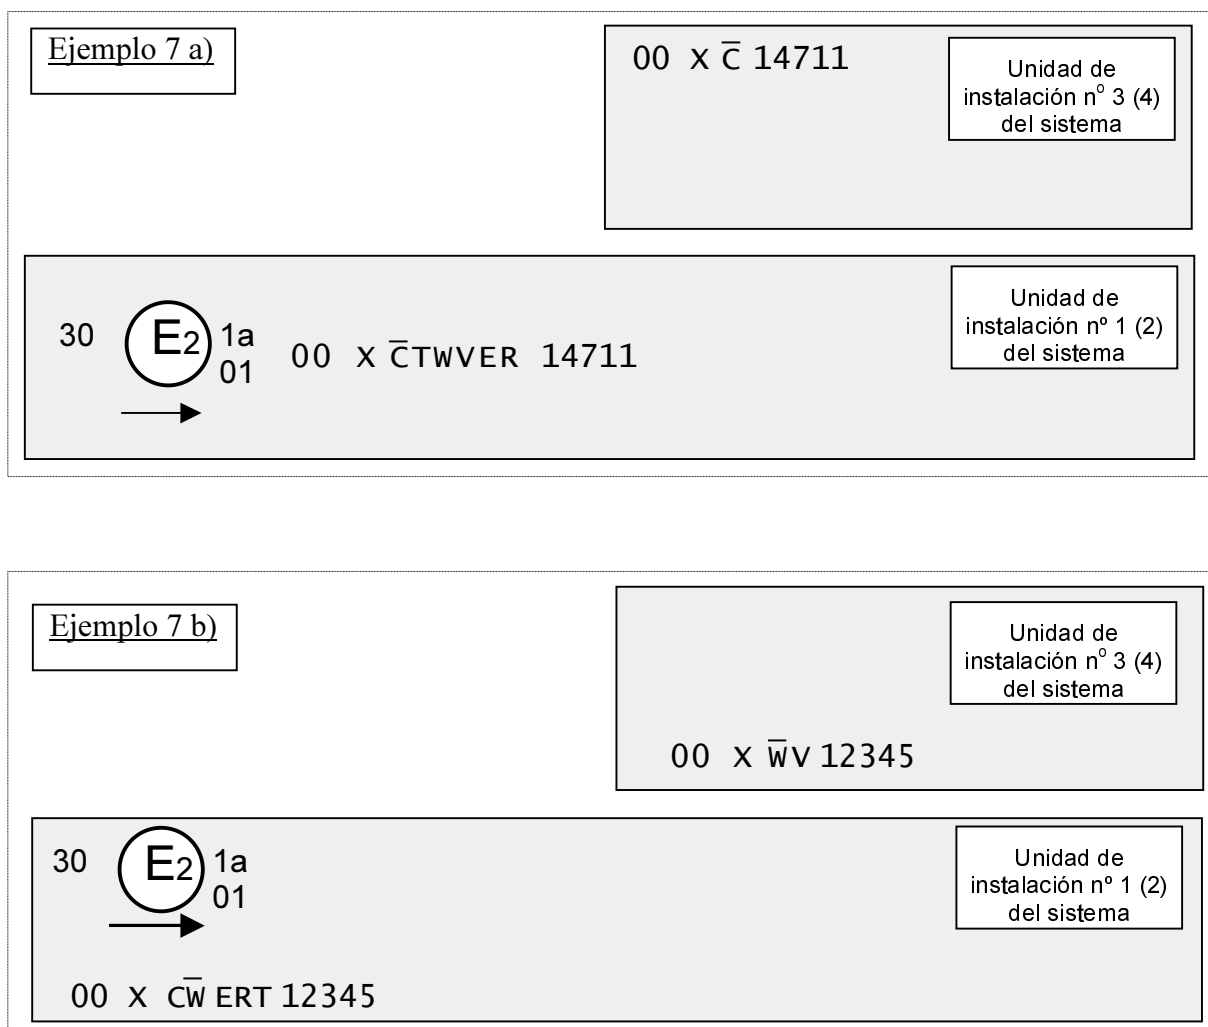 Ejemplo 7 a)
00 X C̅ 14711
Unidad de
instalación nº 3 (4)
del sistema
Unidad de
instalación nº 1 (2)
del sistema
30 E2 1a
01
00 X C̅TWVER 14711
Ejemplo 7 b)
Unidad de
instalación nº 3 (4)
del sistema
00 X W̅V 12345
30 E2 1a
01
Unidad de
instalación nº 1 (2)
del sistema
00 X CW̅ ERT 12345